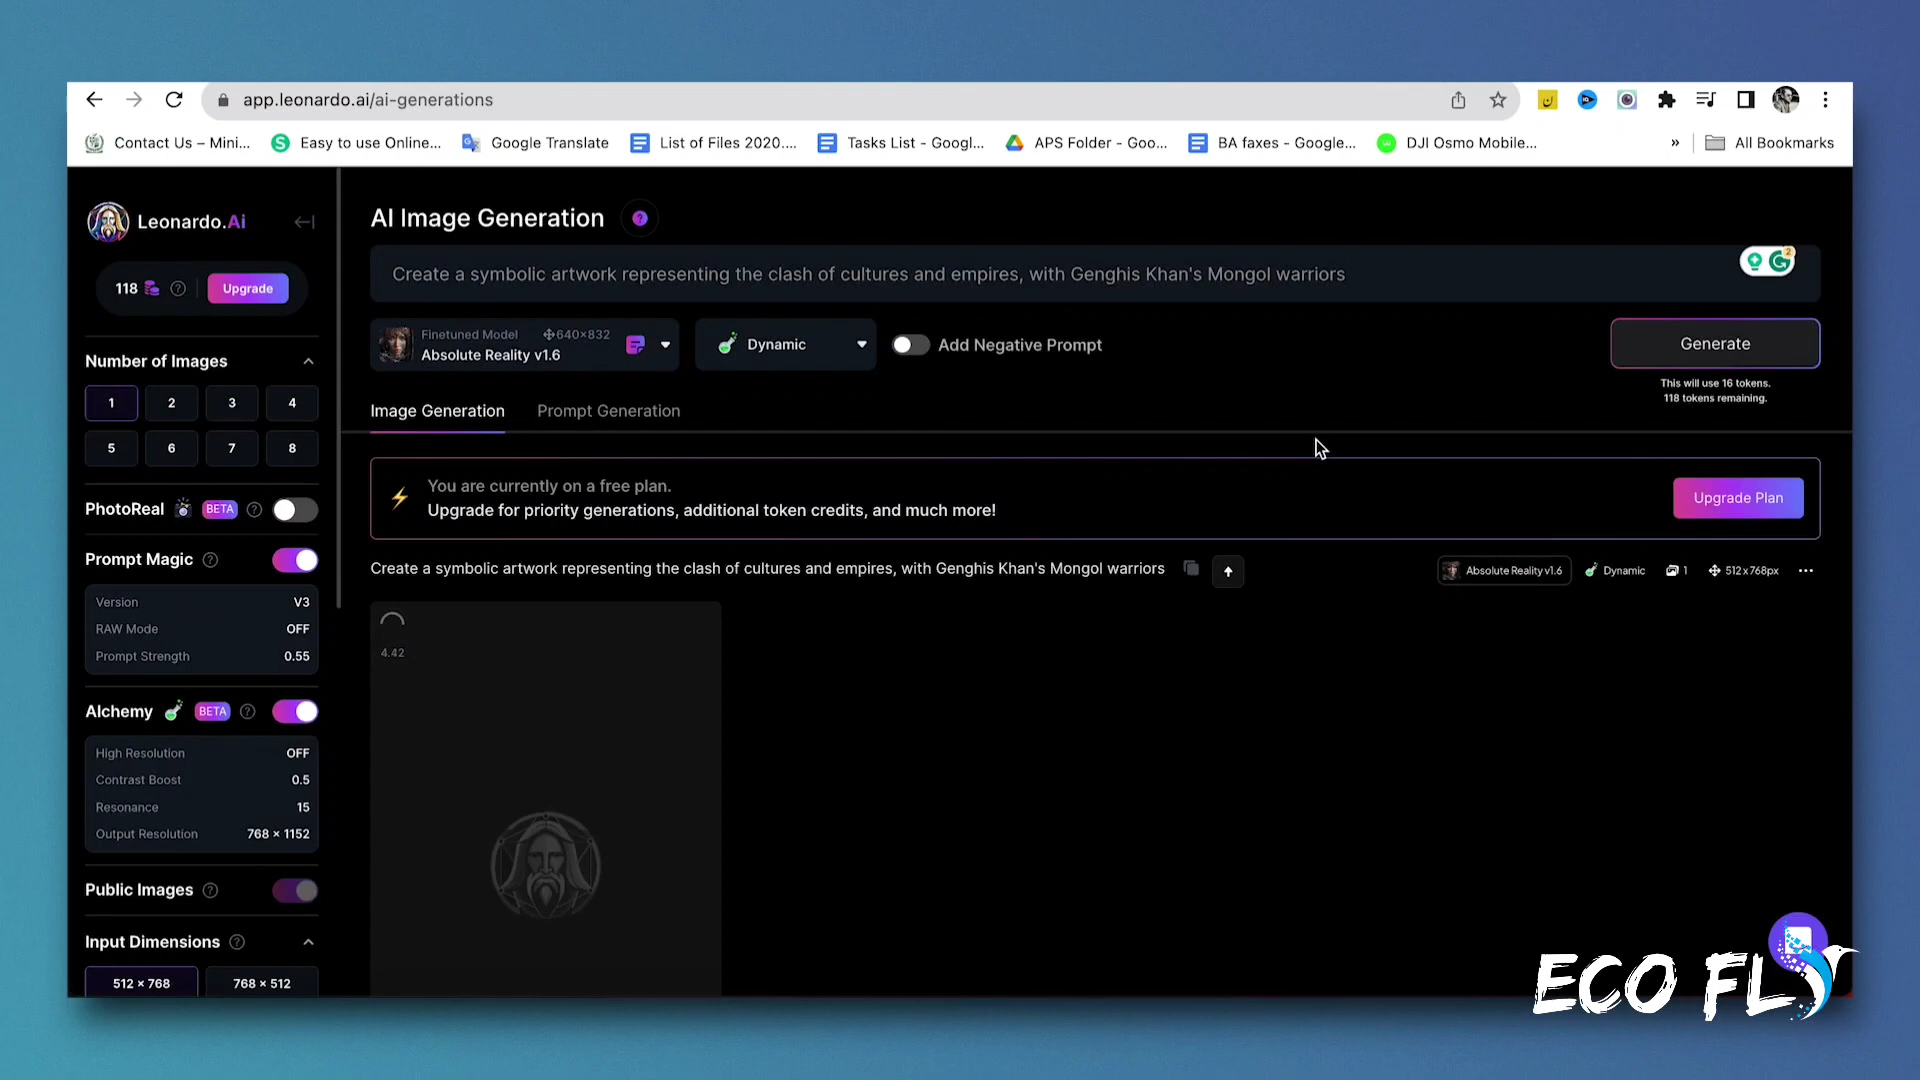 app.leonardo.ai/ai-generations
Contact Us – Mini...
Easy to use Online...
Google Translate
List of Files 2020....
Tasks List - Googl...
APS Folder - Goo...
BA faxes - Google...
DJI Osmo Mobile...
»
All Bookmarks
Leonardo.Ai
118
Upgrade
Number of Images
1
2
3
4
5
6
7
8
PhotoReal
BETA
Prompt Magic
Version V3
RAW Mode OFF
Prompt Strength 0.55
Alchemy
BETA
High Resolution OFF
Contrast Boost 0.5
Resonance 15
Output Resolution 768 × 1152
Public Images
Input Dimensions
512 × 768
768 × 512
AI Image Generation
?
Create a symbolic artwork representing the clash of cultures and empires, with Genghis Khan's Mongol warriors
2
Finetuned Model
640×832
Absolute Reality v1.6
Dynamic
Add Negative Prompt
Generate
This will use 16 tokens.
118 tokens remaining.
Image Generation
Prompt Generation
You are currently on a free plan.
Upgrade for priority generations, additional token credits, and much more!
Upgrade Plan
Create a symbolic artwork representing the clash of cultures and empires, with Genghis Khan's Mongol warriors
Absolute Reality v1.6
Dynamic
1
512x768px
4.42
ECO FLY